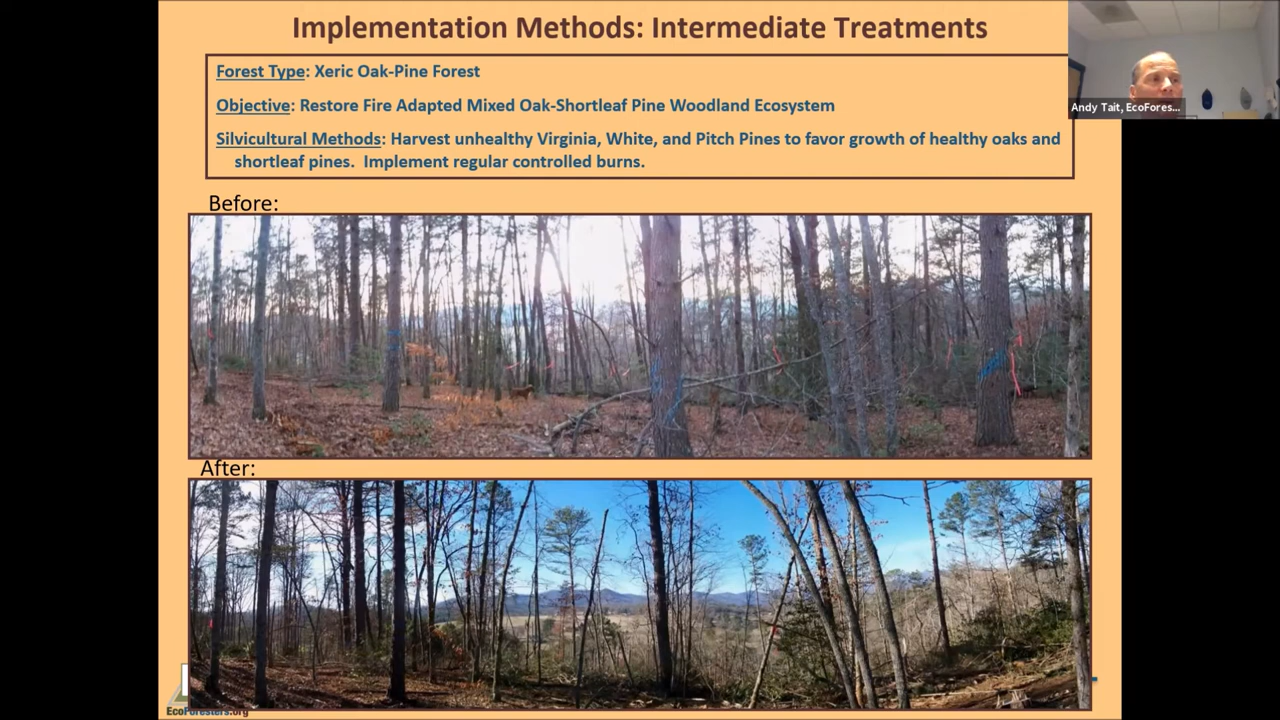 Implementation Methods: Intermediate Treatments
Forest Type: Xeric Oak-Pine Forest
Objective: Restore Fire Adapted Mixed Oak-Shortleaf Pine Woodland Ecosystem
Silvicultural Methods: Harvest unhealthy Virginia, White, and Pitch Pines to favor growth of healthy oaks and
shortleaf pines. Implement regular controlled burns.
Andy Tait, EcoFores...
Before:
After:
EcoForesters.org